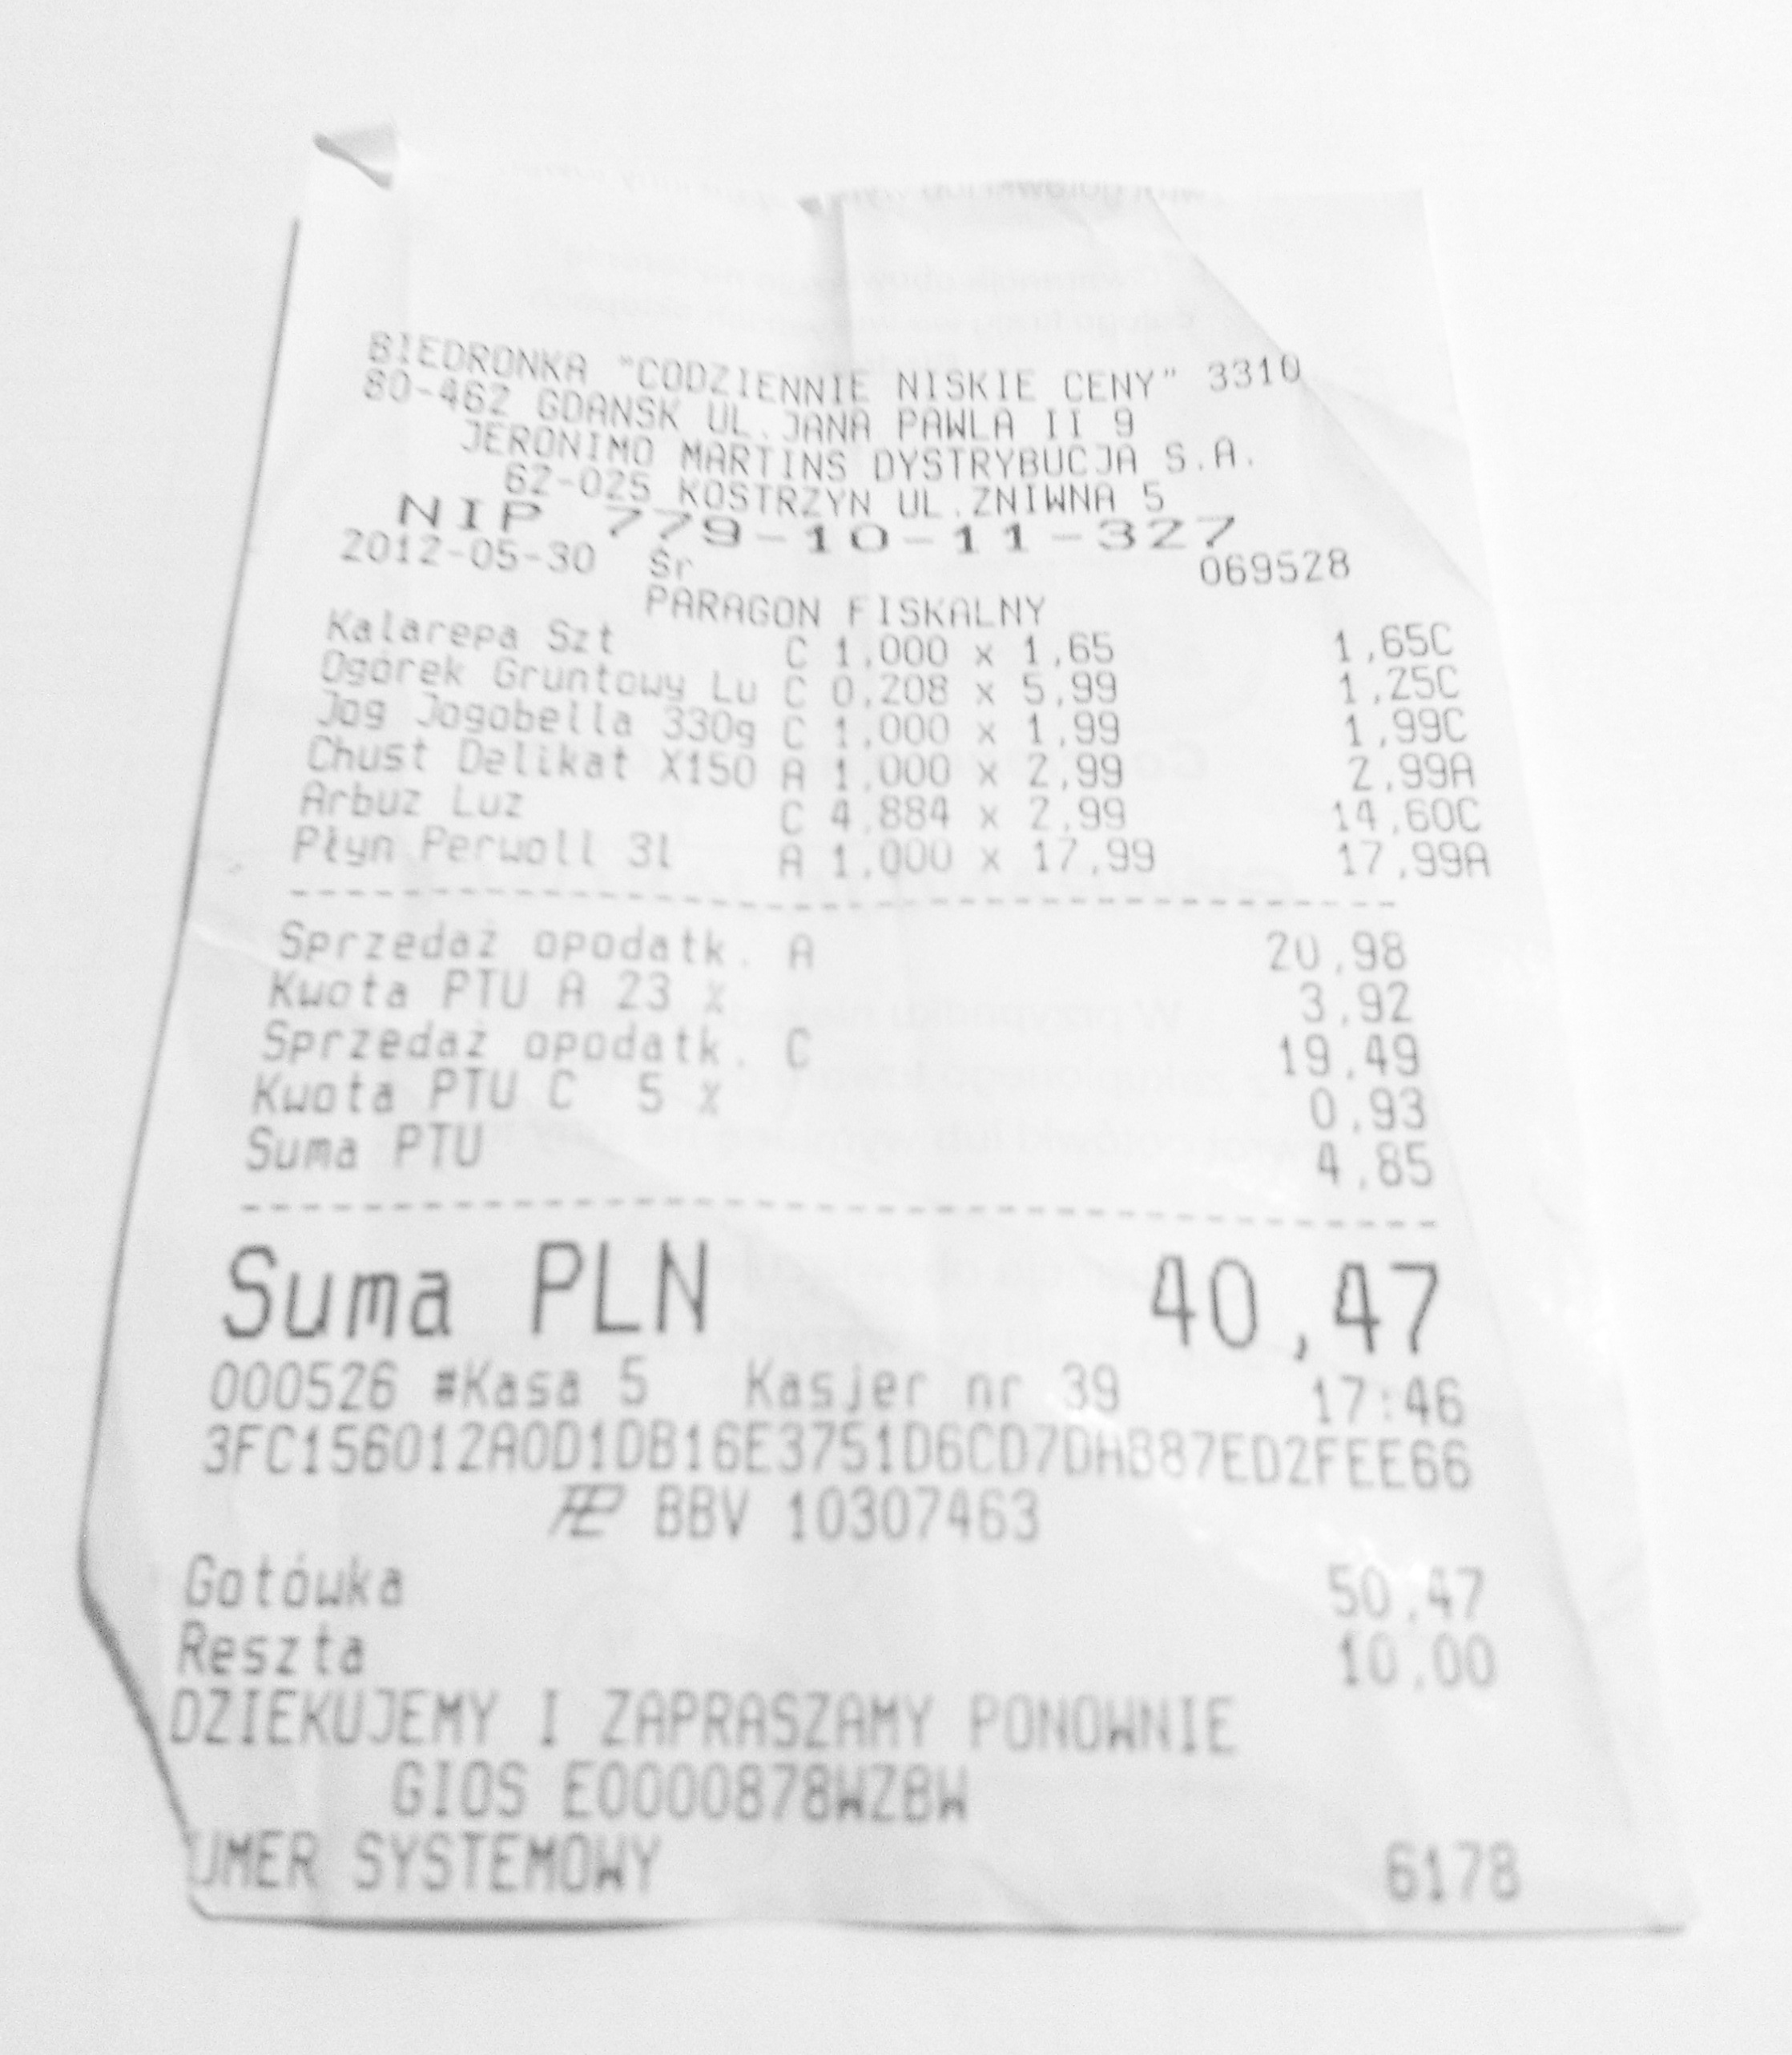 BIEDRONKA "CODZIENNIE NISKIE CENY" 3310
80-462 GDANSK UL.JANA PAWLA II 9
JERONIMO MARTINS DYSTRYBUCJA S.A.
62-025 KOSTRZYN UL.ZNIWNA 5
NIP 779-10-11-327
2012-05-30 Śr 069528
PARAGON FISKALNY
Kalarepa Szt C 1,000 x 1,65 1,65C
Ogórek Gruntowy Lu C 0,208 x 5,99 1,25C
Jog Jogobella 330g C 1,000 x 1,99 1,99C
Chust Delikat X150 A 1,000 x 2,99 2,99A
Arbuz Luz C 4,884 x 2,99 14,60C
Płyn Perwoll 3l A 1,000 x 17,99 17,99A
Sprzedaż opodatk. A 20,98
Kwota PTU A 23 % 3,92
Sprzedaż opodatk. C 19,49
Kwota PTU C 5 % 0,93
Suma PTU 4,85
Suma PLN 40,47
000526 #Kasa 5 Kasjer nr 39 17:46
3FC156012A0D1DB16E3751D6CD7DAB87ED2FEE66
BBV 10307463
Gotówka 50,47
Reszta 10,00
DZIEKUJEMY I ZAPRASZAMY PONOWNIE
GIOS E0000878WZBW
UMER SYSTEMOWY 6178